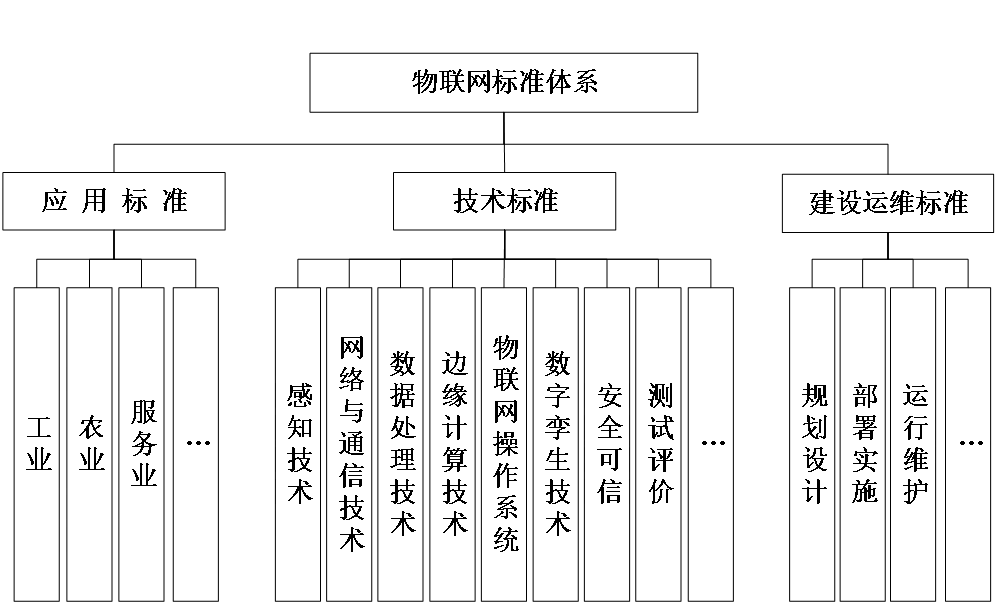 物联网标准体系
应用标准
技术标准
建设运维标准
工业
农业
服务业
...
感知技术
网络与通信技术
数据处理技术
边缘计算技术
物联网操作系统
数字孪生技术
安全可信
测试评价
...
规划设计
部署实施
运行维护
...